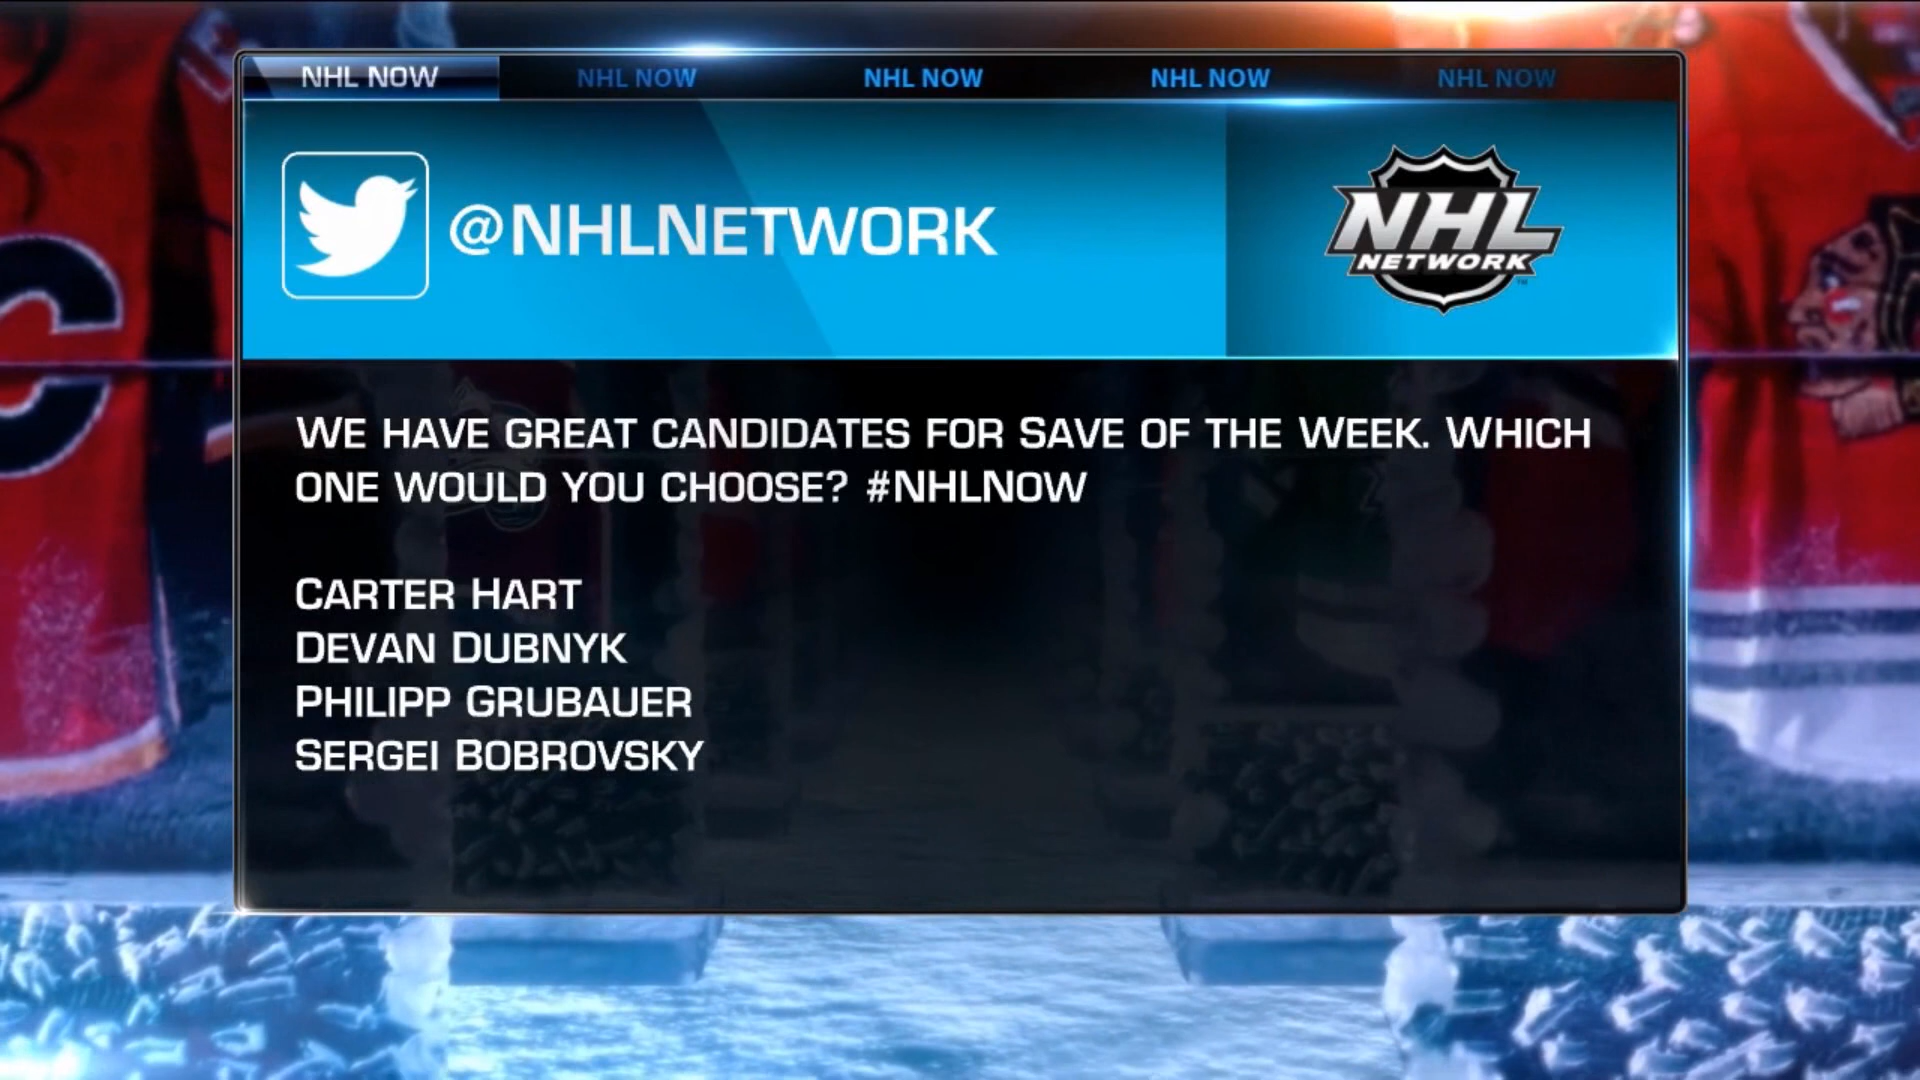 NHL NOW NHL NOW NHL NOW NHL NOW NHL NOW
@NHLNETWORK
NHL
NETWORK™
WE HAVE GREAT CANDIDATES FOR SAVE OF THE WEEK. WHICH
ONE WOULD YOU CHOOSE? #NHLNOW
CARTER HART
DEVAN DUBNYK
PHILIPP GRUBAUER
SERGEI BOBROVSKY